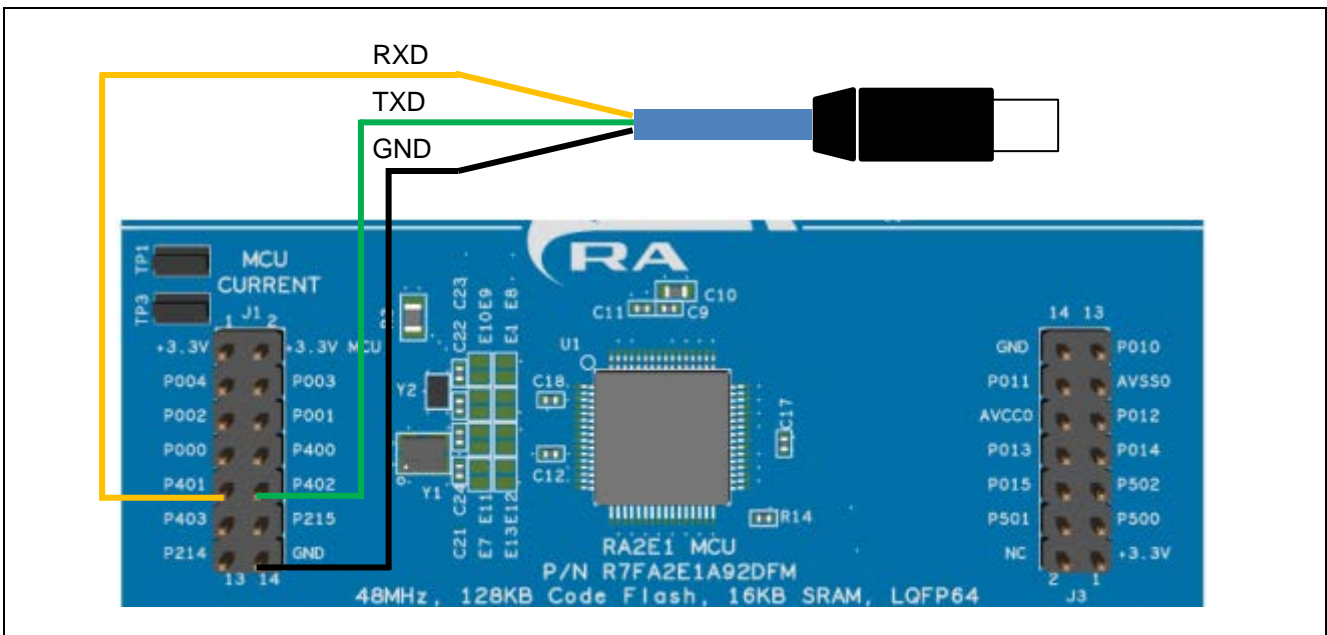 RXD
TXD
GND
RA
TP1
MCU
CURRENT
TP3
1 J1 2
+3.3V +3.3V MCU
P004 P003
P002 P001
P000 P400
P401 P402
P403 P215
P214 GND
13 14
C22 C23
E10 E9
E4 E8
Y2
Y1
C21 C24
E7 E11
E13 E12
C11 C10
C9
U1
C18
C12
C17
R14
RA2E1 MCU
P/N R7FA2E1A92DFM
48MHz, 128KB Code Flash, 16KB SRAM, LQFP64
14 13
GND P010
P011 AVSS0
AVCC0 P012
P013 P014
P015 P502
P501 P500
NC +3.3V
2 1
J3